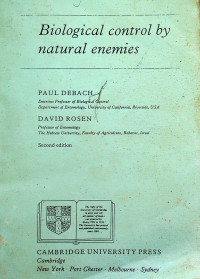 Biological control by
natural enemies
PAUL DEBACH
Emeritus Professor of Biological Control
Department of Entomology, University of California, Riverside, USA
DAVID ROSEN
Professor of Entomology
The Hebrew University, Faculty of Agriculture, Rehovot, Israel
Second edition
CAMBRIDGE UNIVERSITY PRESS
Cambridge
New York · Port Chester · Melbourne · Sydney